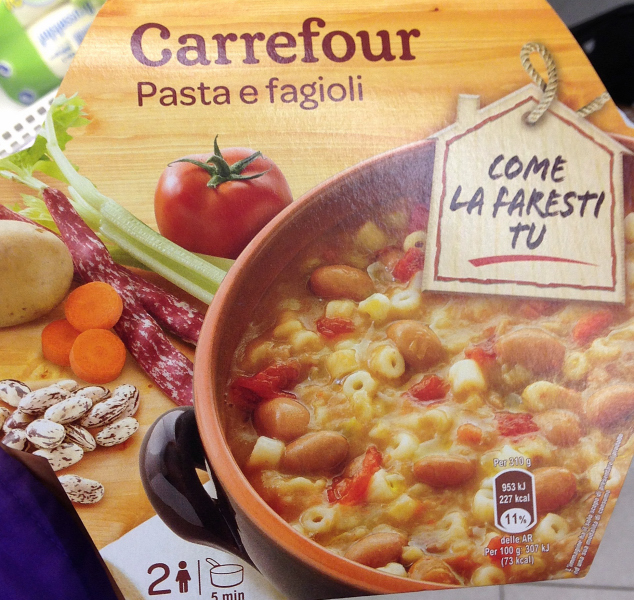 Carrefour
Pasta e fagioli
COME
LA FARESTI
TU
Per 310 g
953 kJ
227 kcal
11%
delle AR
Per 100 g: 307 kJ
(73 kcal)
2
5 min